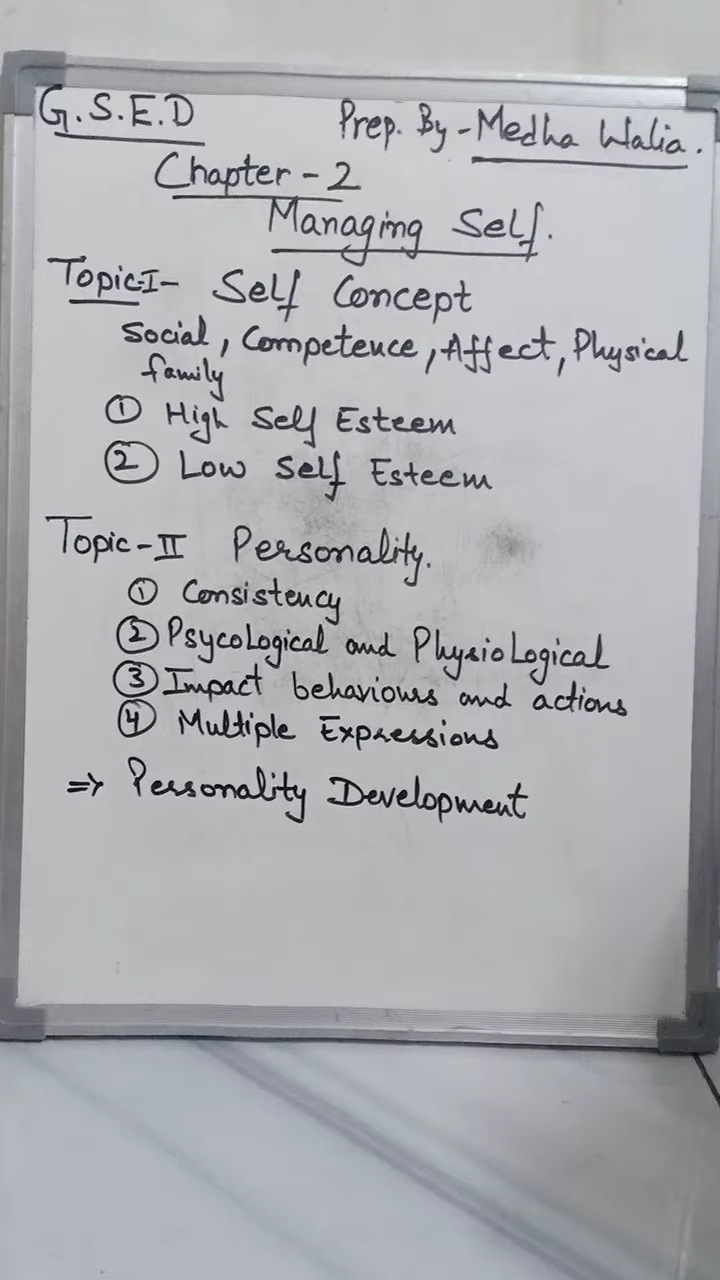 G.S.E.D
Prep. By - Medha Walia.
Chapter - 2
Managing Self.
Topic-I- Self Concept
Social, Competence, Affect, Physical
family
① High Self Esteem
② Low Self Esteem
Topic-II Personality.
① Consistency
② Psycological and Physiological
③ Impact behaviours and actions
④ Multiple Expressions
⇒ Personality Development